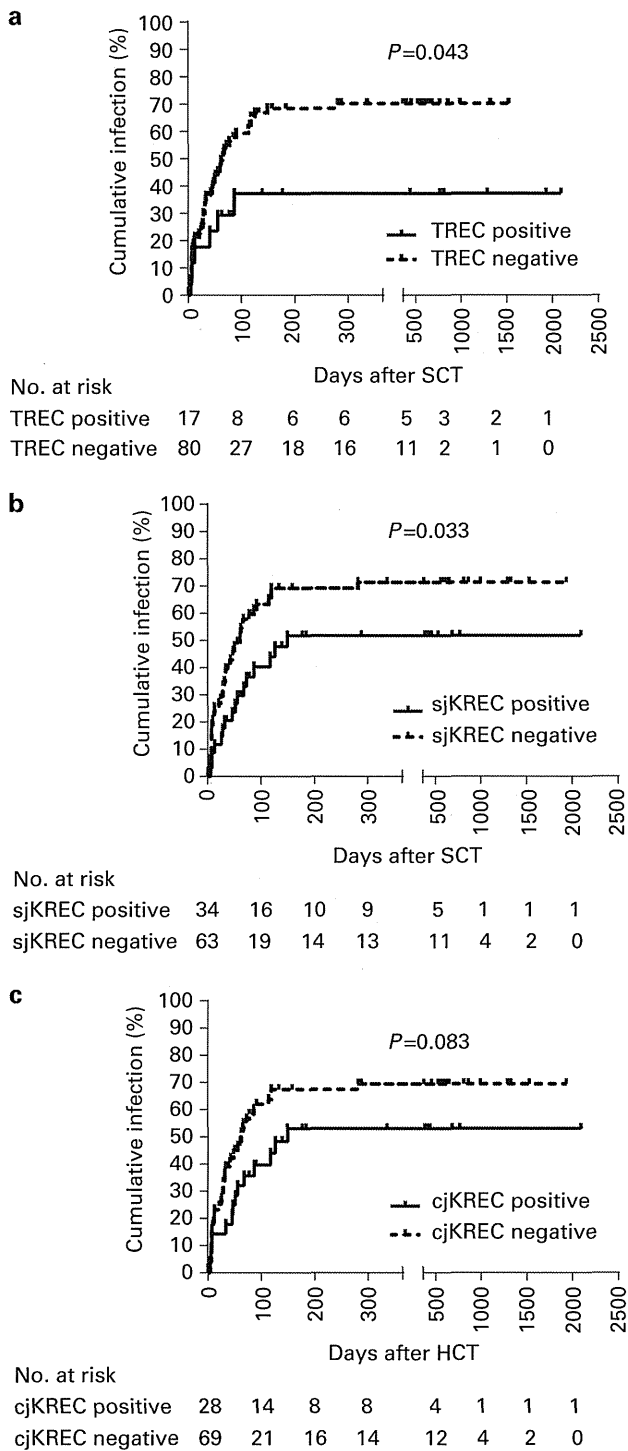 a
Cumulative infection (%)
100
90
80
70
60
50
40
30
20
10
0
P=0.043
TREC positive
TREC negative
0 100 200 300 500 1000 1500 2000 2500
Days after SCT
No. at risk
TREC positive 17 8 6 6 5 3 2 1
TREC negative 80 27 18 16 11 2 1 0
b
Cumulative infection (%)
100
90
80
70
60
50
40
30
20
10
0
P=0.033
sjKREC positive
sjKREC negative
0 100 200 300 500 1000 1500 2000 2500
Days after SCT
No. at risk
sjKREC positive 34 16 10 9 5 1 1 1
sjKREC negative 63 19 14 13 11 4 2 0
c
Cumulative infection (%)
100
90
80
70
60
50
40
30
20
10
0
P=0.083
cjKREC positive
cjKREC negative
0 100 200 300 500 1000 1500 2000 2500
Days after HCT
No. at risk
cjKREC positive 28 14 8 8 4 1 1 1
cjKREC negative 69 21 16 14 12 4 2 0